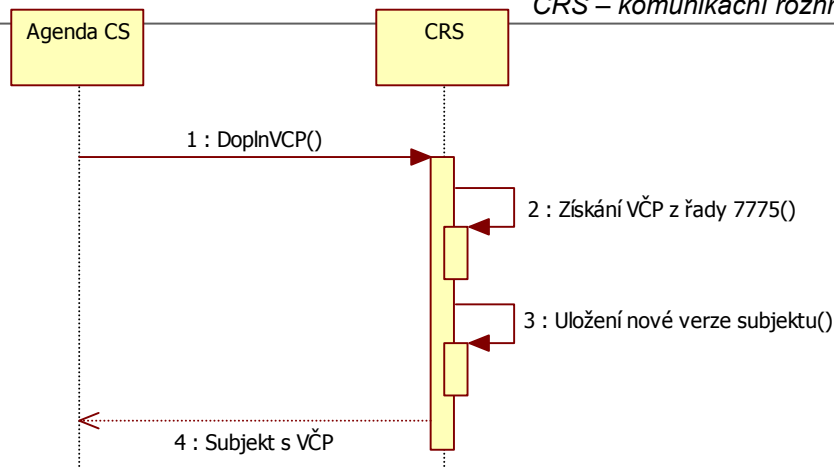 CRS – komunikační rozhr
Agenda CS
CRS
1 : DoplnVCP()
2 : Získání VČP z řady 7775()
3 : Uložení nové verze subjektu()
4 : Subjekt s VČP